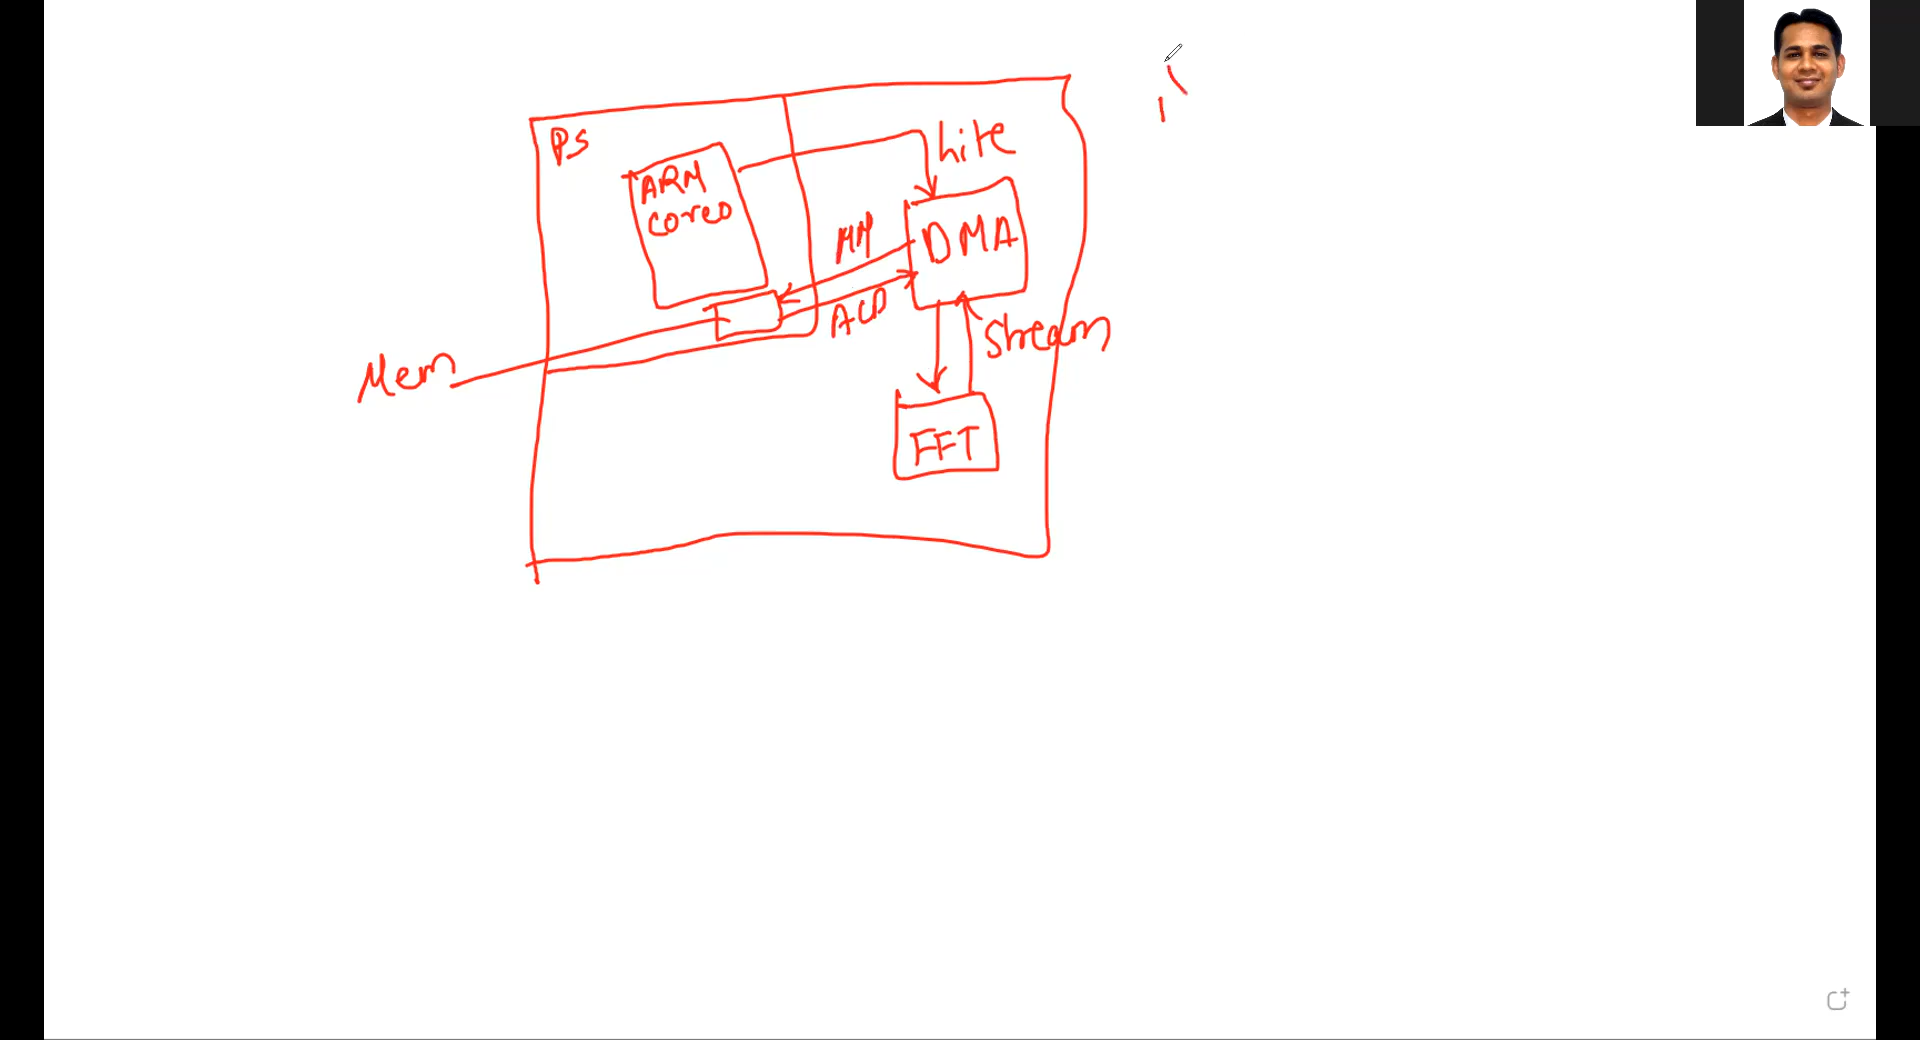 PS
ARM
cores
Lite
DMA
MM
ACP
Stream
Mem
FFT